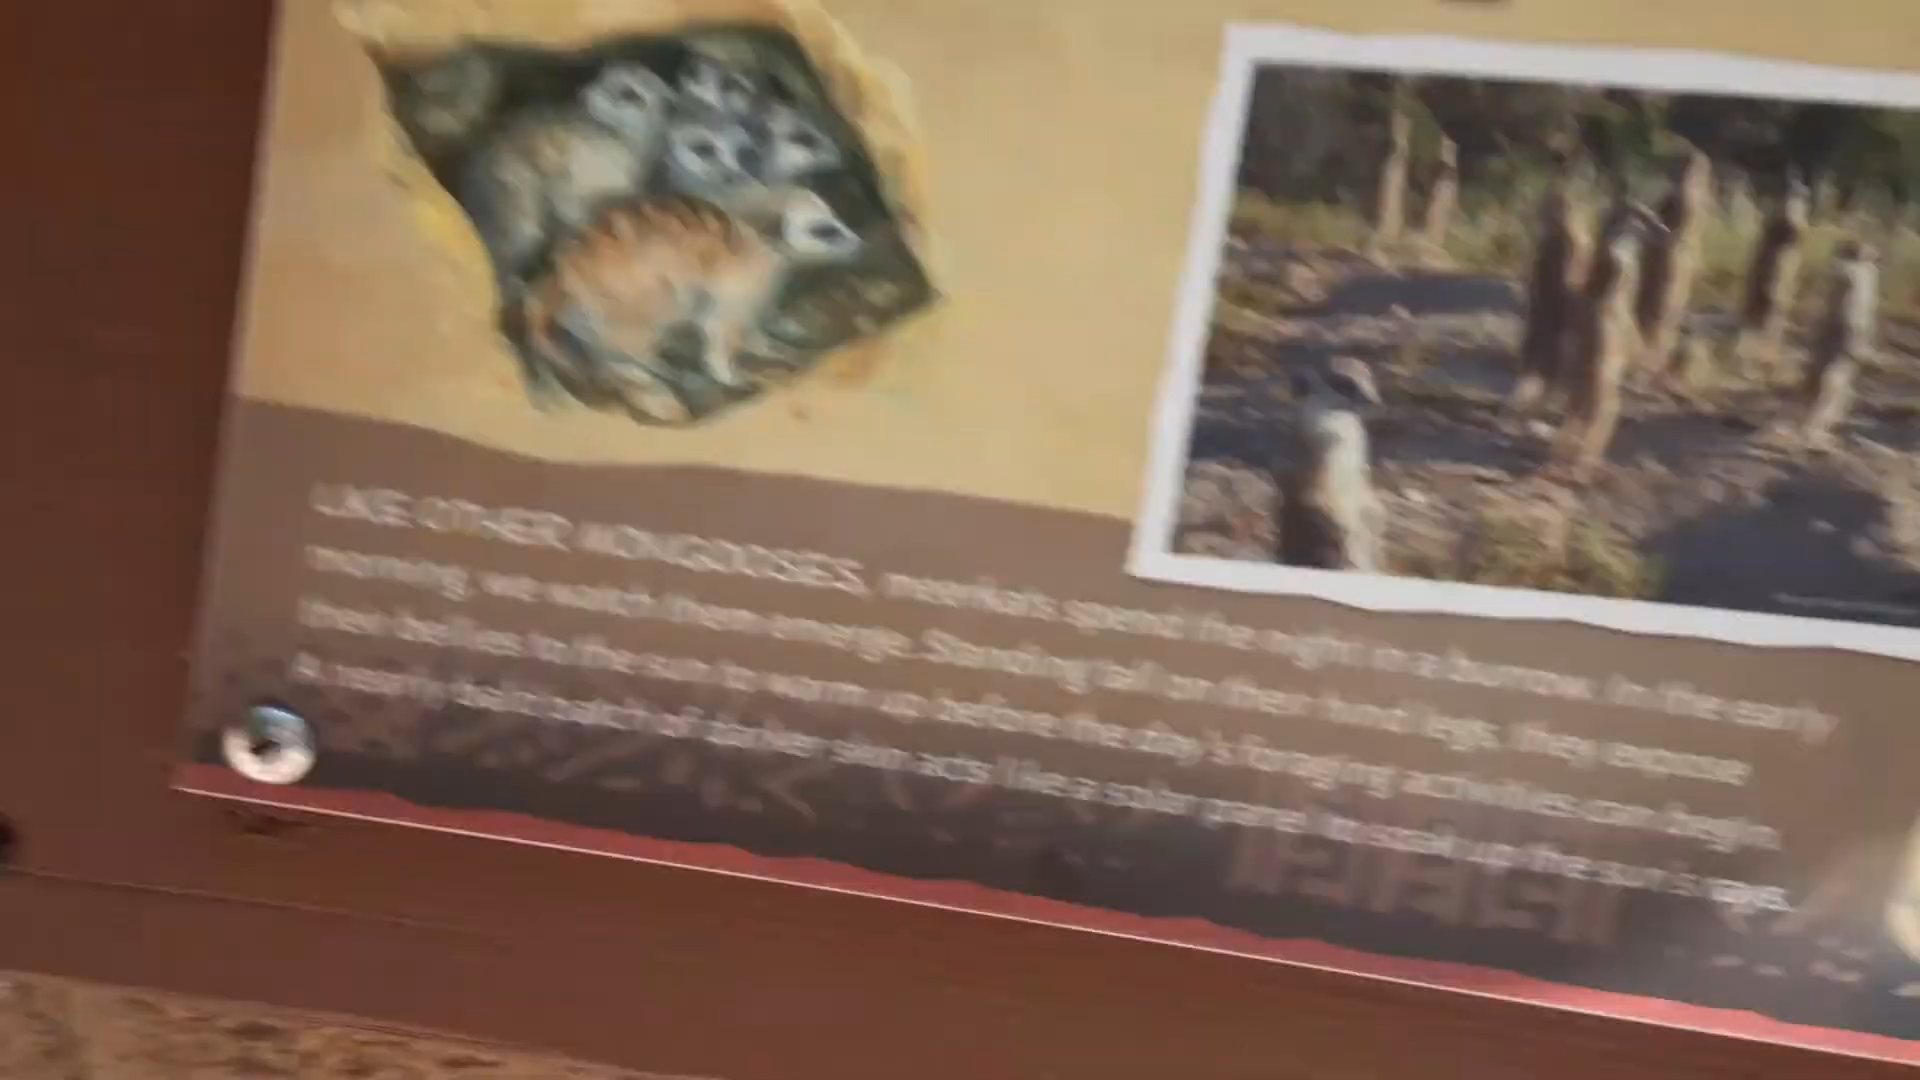 LIKE OTHER MONGOOSES, meerkats spend the night in a burrow. In the early
morning, we watch them emerge. Standing tall on their hind legs, they expose
their bellies to the sun to warm up before the day's foraging activities can begin.
A nearly bald patch of darker skin acts like a solar panel to soak up the sun's rays.